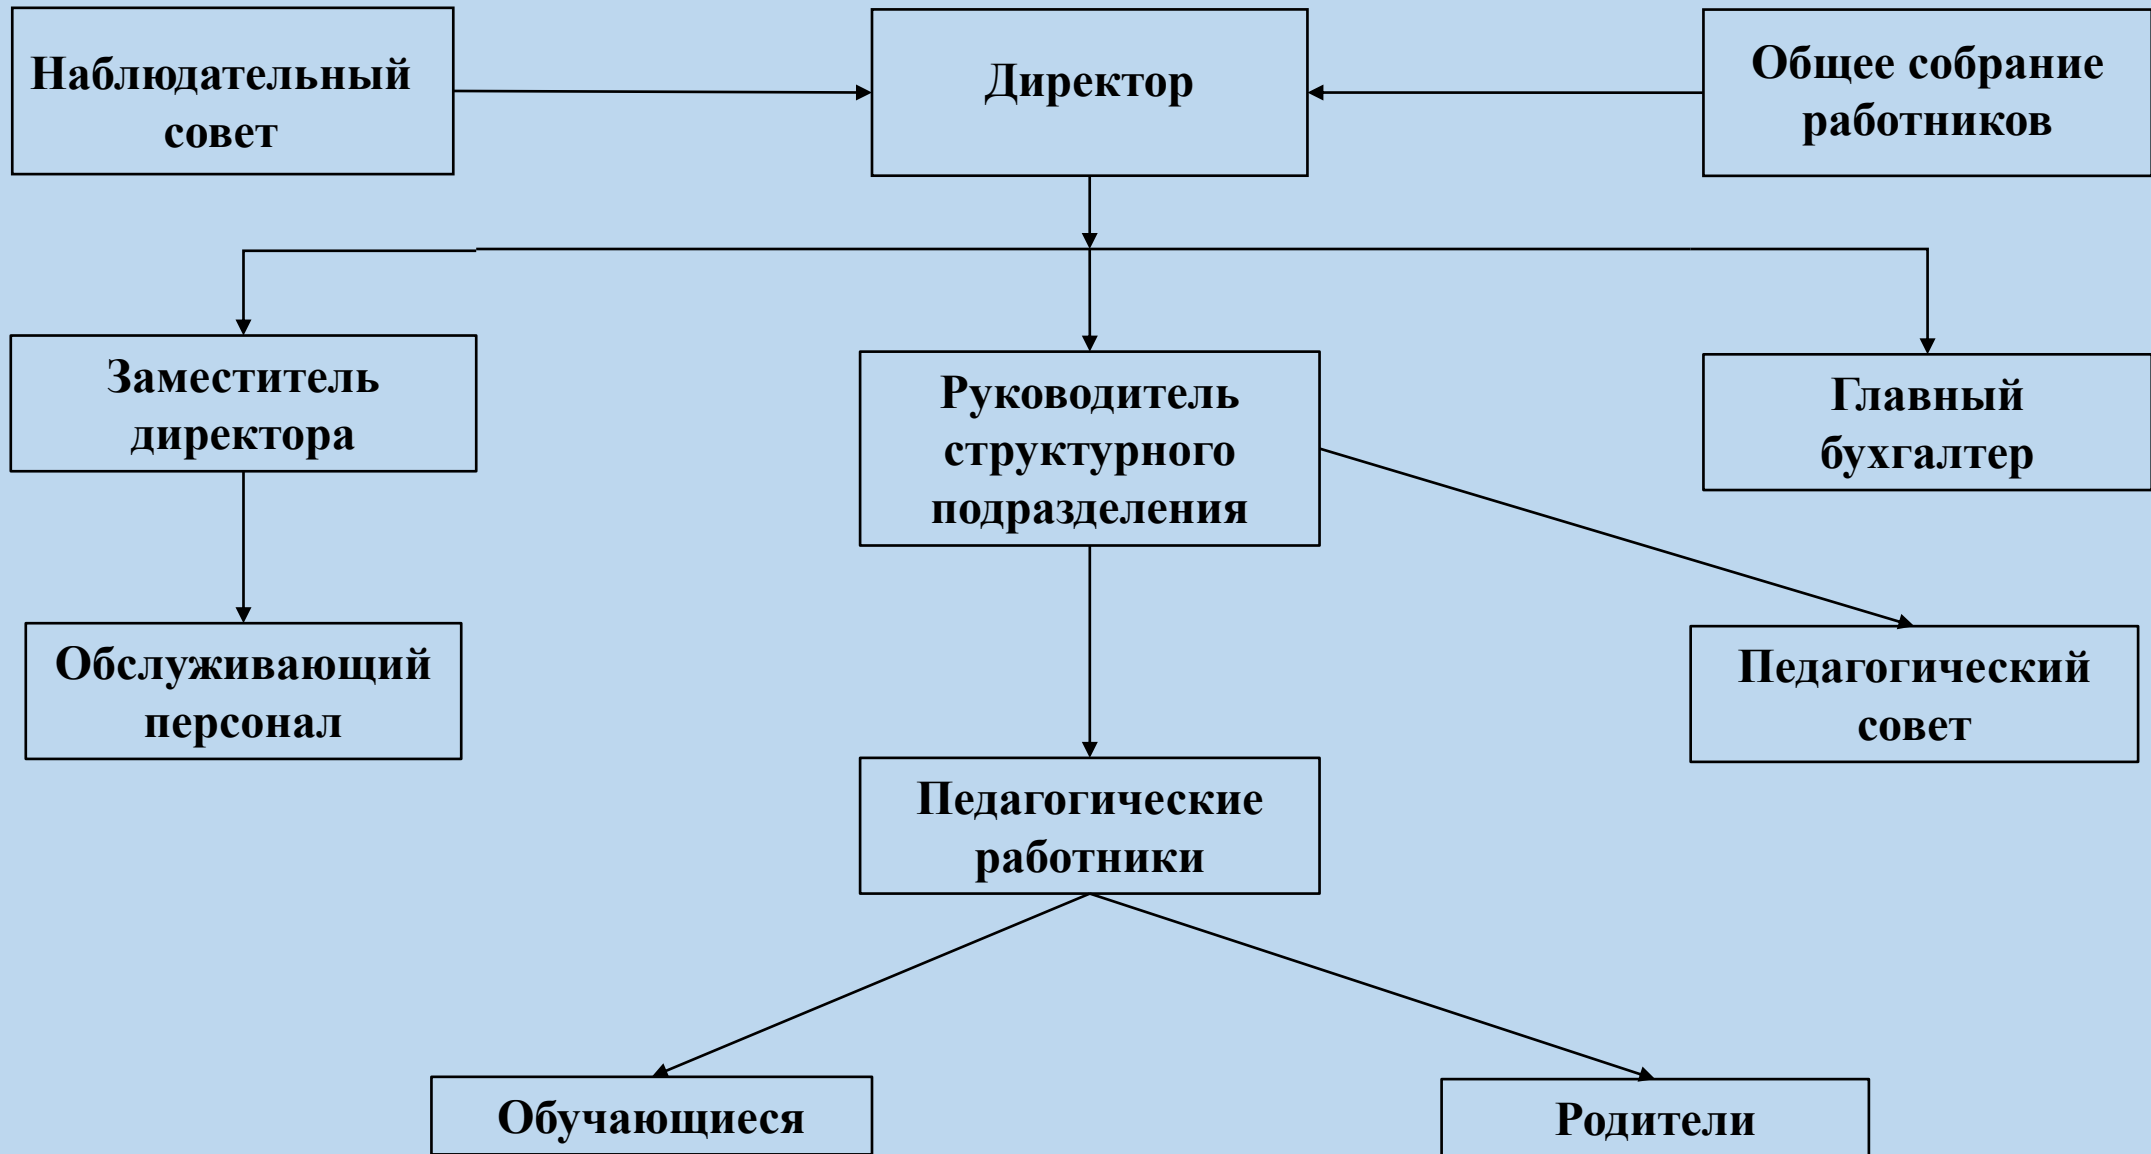 Наблюдательный
совет
Директор
Общее собрание
работников
Заместитель
директора
Руководитель
структурного
подразделения
Главный
бухгалтер
Обслуживающий
персонал
Педагогический
совет
Педагогические
работники
Обучающиеся
Родители